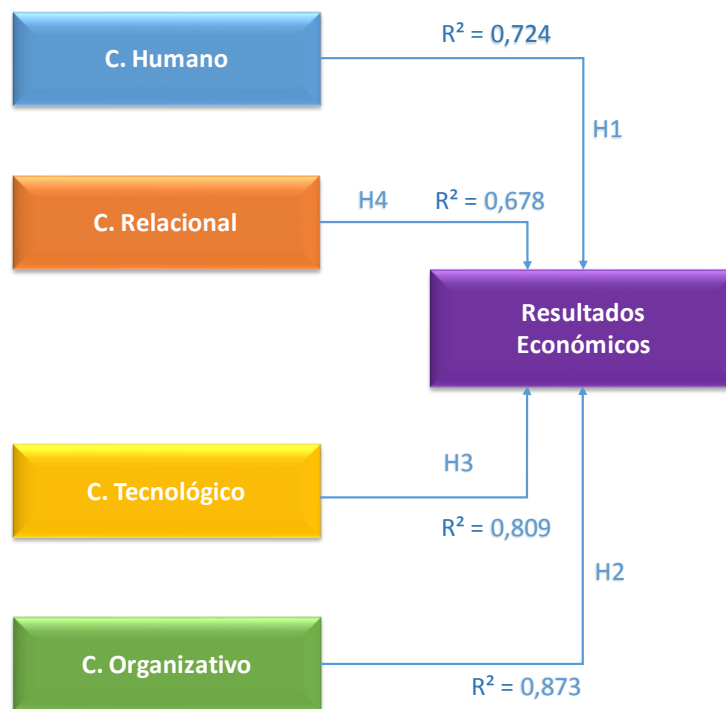 C. Humano
R² = 0,724
H1
C. Relacional
H4
R² = 0,678
Resultados
Económicos
H3
C. Tecnológico
R² = 0,809
H2
C. Organizativo
R² = 0,873